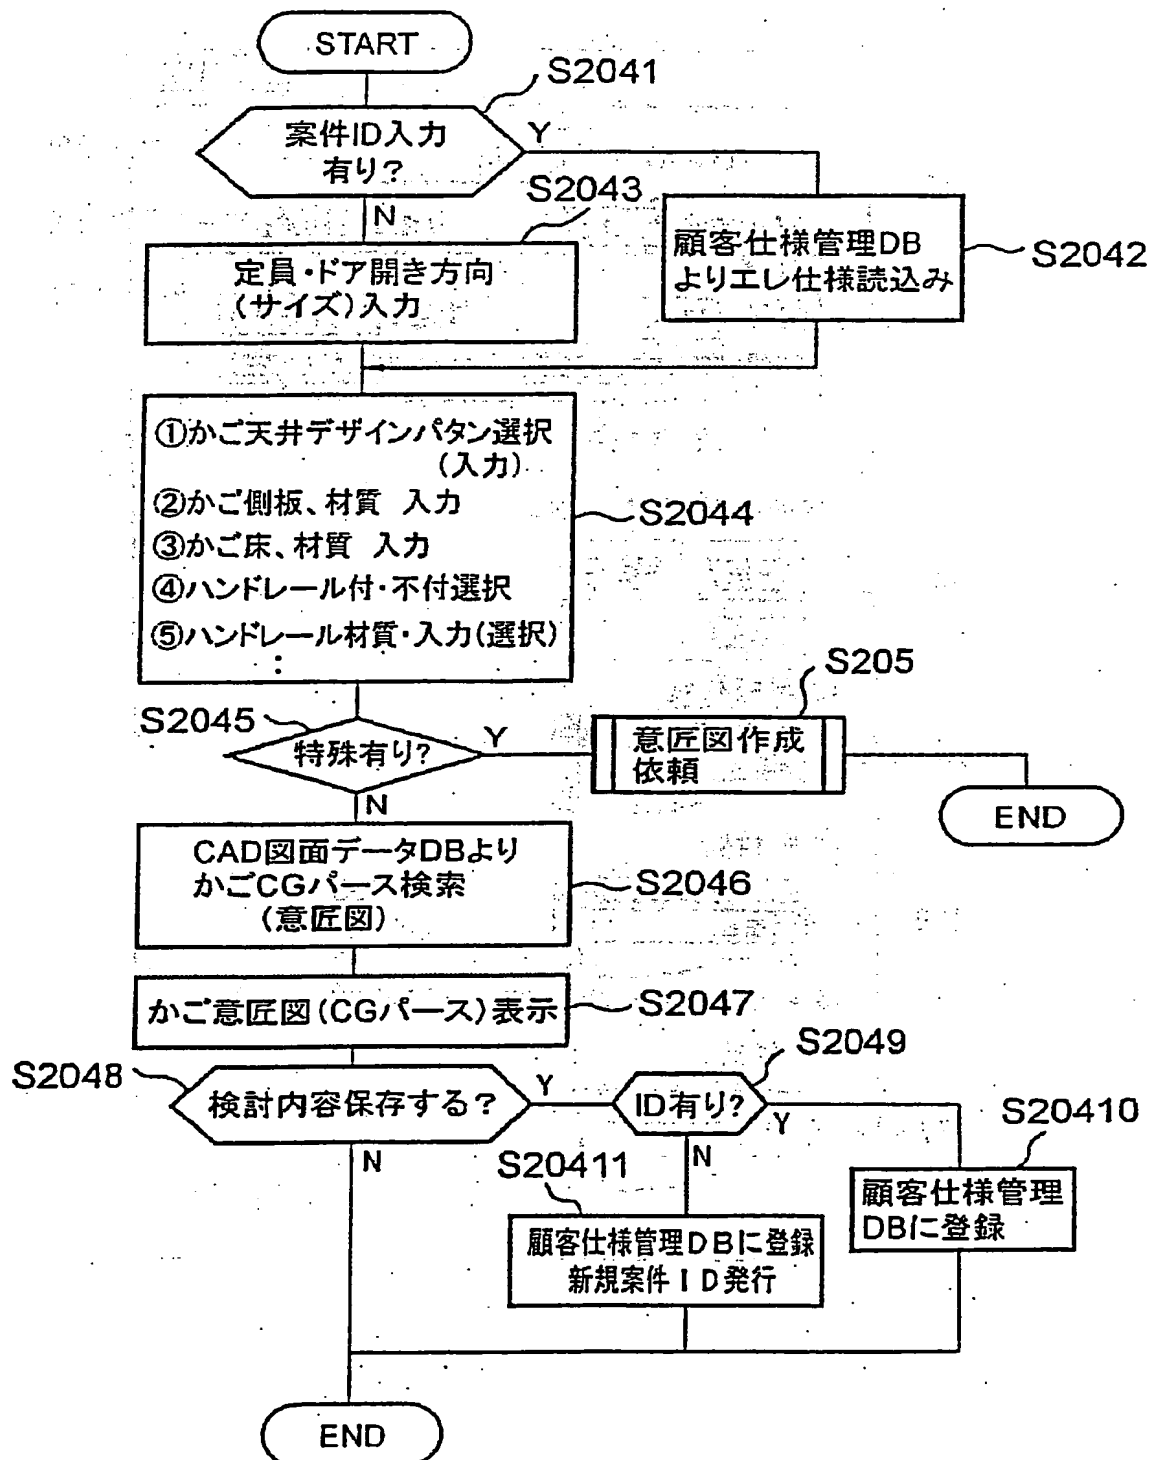 START
S2041
案件ID入力
有り?
Y
N
S2043
定員・ドア開き方向
(サイズ)入力
顧客仕様管理DB
よりエレ仕様読込み
S2042
①かご天井デザインパタン選択
(入力)
②かご側板、材質 入力
③かご床、材質 入力
④ハンドレール付・不付選択
⑤ハンドレール材質・入力(選択)
:
S2044
S2045
特殊有り?
Y
N
S205
意匠図作成
依頼
END
CAD図面データDBより
かごCGパース検索
(意匠図)
S2046
かご意匠図(CGパース)表示
S2047
S2048
検討内容保存する?
Y
N
S2049
ID有り?
Y
N
S20410
顧客仕様管理
DBに登録
S20411
顧客仕様管理DBに登録
新規案件ID発行
END